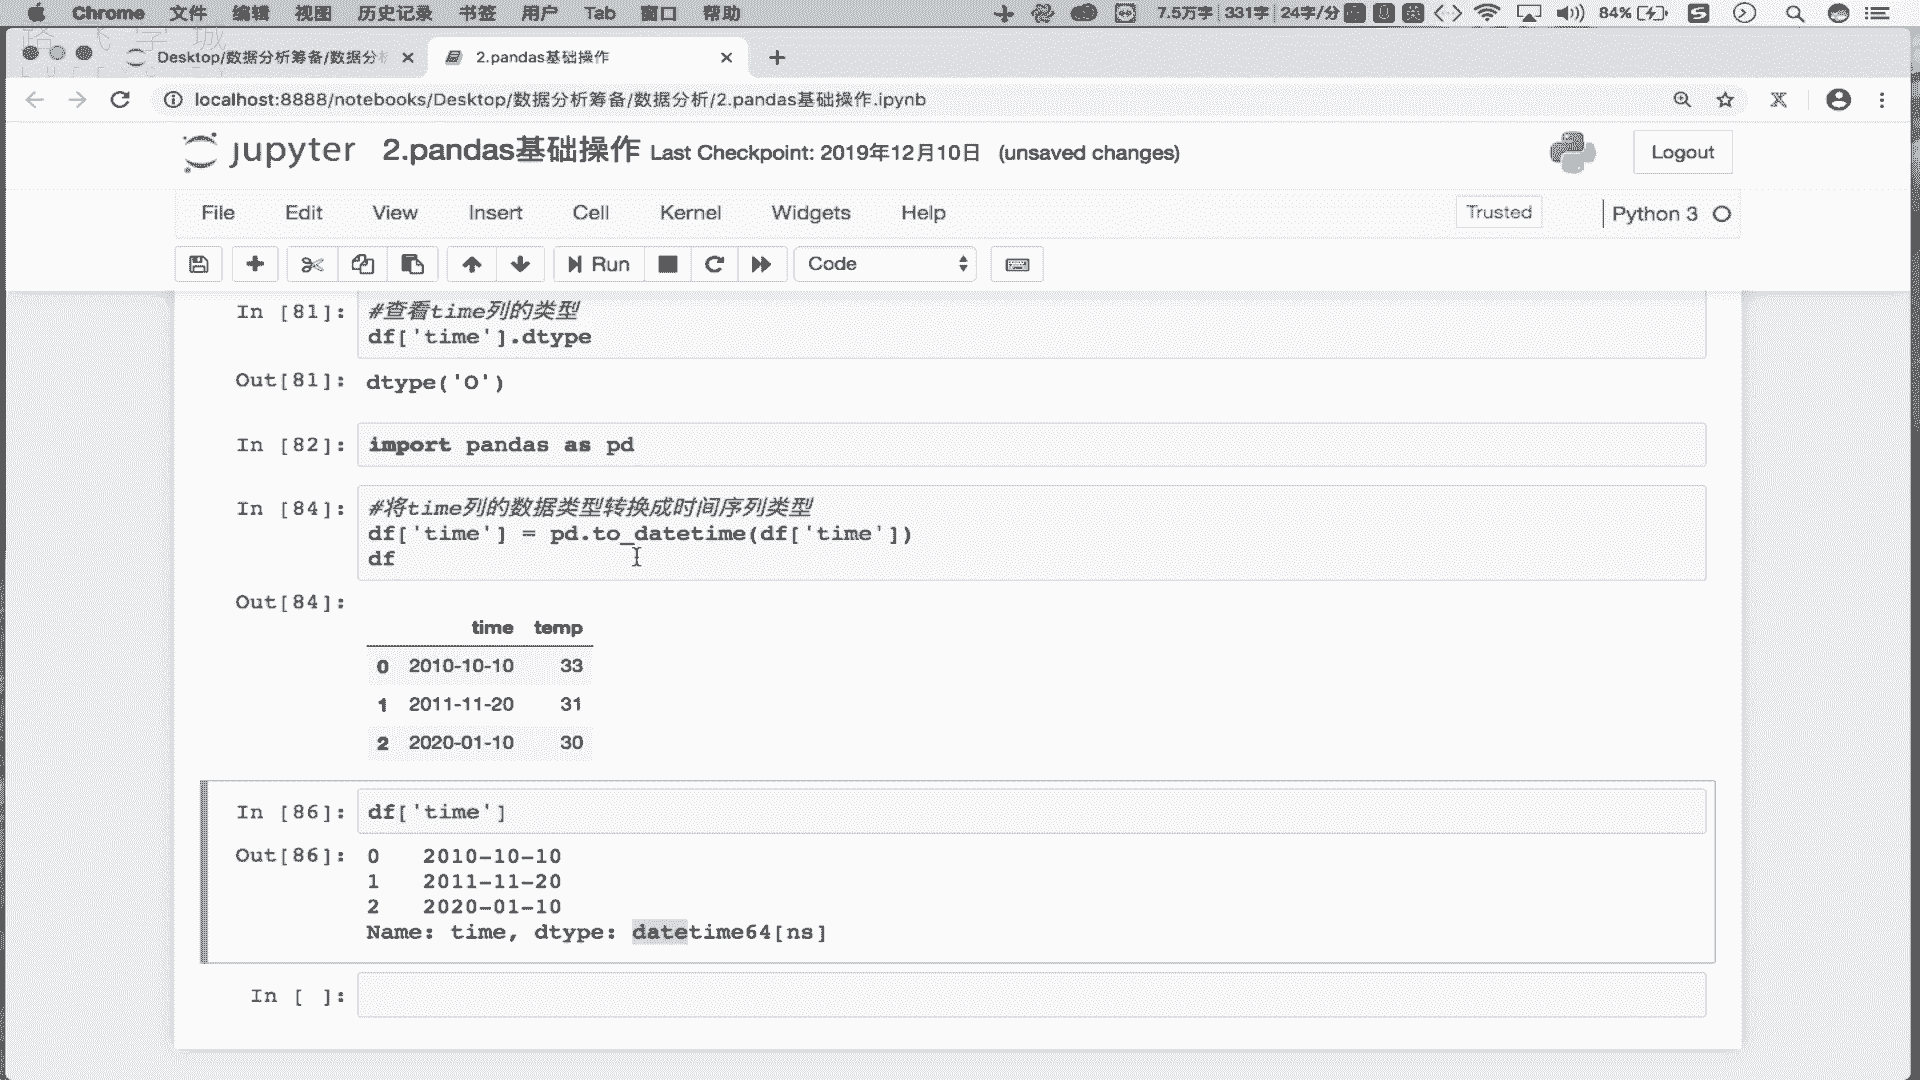 Chrome 文件 编辑 视图 历史记录 书签 用户 Tab 窗口 帮助 7.5万字 331字 24字/分 英 84%
路飞学城
Desktop/数据分析筹备/数据分析 2.pandas基础操作
localhost:8888/notebooks/Desktop/数据分析筹备/数据分析/2.pandas基础操作.ipynb
jupyter 2.pandas基础操作 Last Checkpoint: 2019年12月10日 (unsaved changes) Logout
File Edit View Insert Cell Kernel Widgets Help Trusted Python 3
Run Code
In [81]: #查看time列的类型
df['time'].dtype
Out[81]: dtype('O')
In [82]: import pandas as pd
In [84]: #将time列的数据类型转换成时间序列类型
df['time'] = pd.to_datetime(df['time'])
df
Out[84]:
time temp
0 2010-10-10 33
1 2011-11-20 31
2 2020-01-10 30
In [86]: df['time']
Out[86]: 0 2010-10-10
1 2011-11-20
2 2020-01-10
Name: time, dtype: datetime64[ns]
In [ ]: